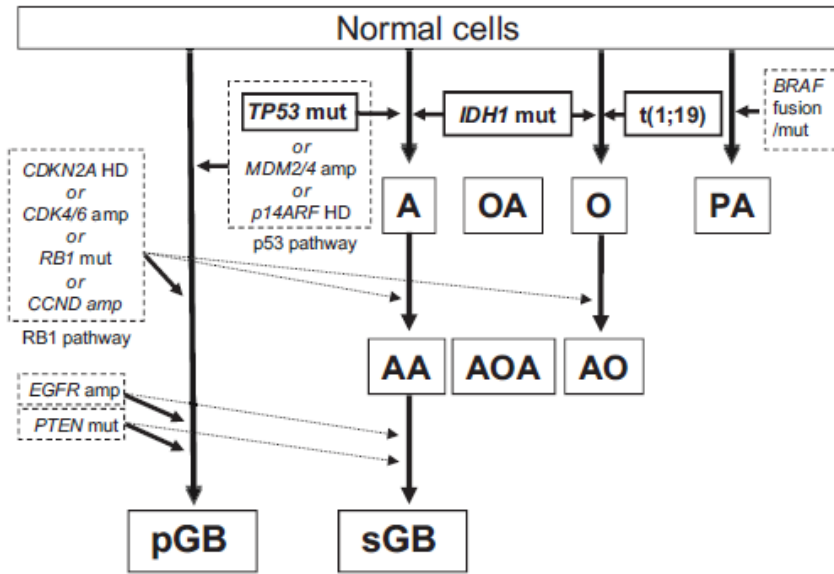 Normal cells
TP53 mut
or
MDM2/4 amp
or
p14ARF HD
p53 pathway
IDH1 mut
t(1;19)
BRAF
fusion
/mut
CDKN2A HD
or
CDK4/6 amp
or
RB1 mut
or
CCND amp
RB1 pathway
A
OA
O
PA
AA
AOA
AO
EGFR amp
PTEN mut
pGB
sGB